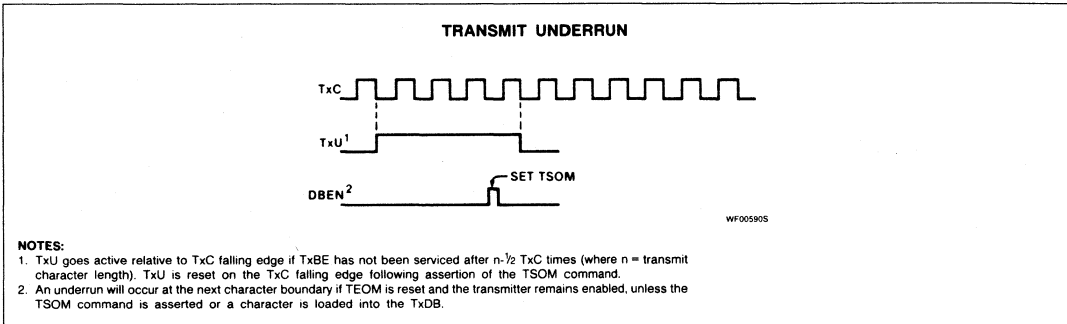 TRANSMIT UNDERRUN
TxC
TxU¹
SET TSOM
DBEN²
WF00590S
NOTES:
1. TxU goes active relative to TxC falling edge if TxBE has not been serviced after n-½ TxC times (where n = transmit
character length). TxU is reset on the TxC falling edge following assertion of the TSOM command.
2. An underrun will occur at the next character boundary if TEOM is reset and the transmitter remains enabled, unless the
TSOM command is asserted or a character is loaded into the TxDB.